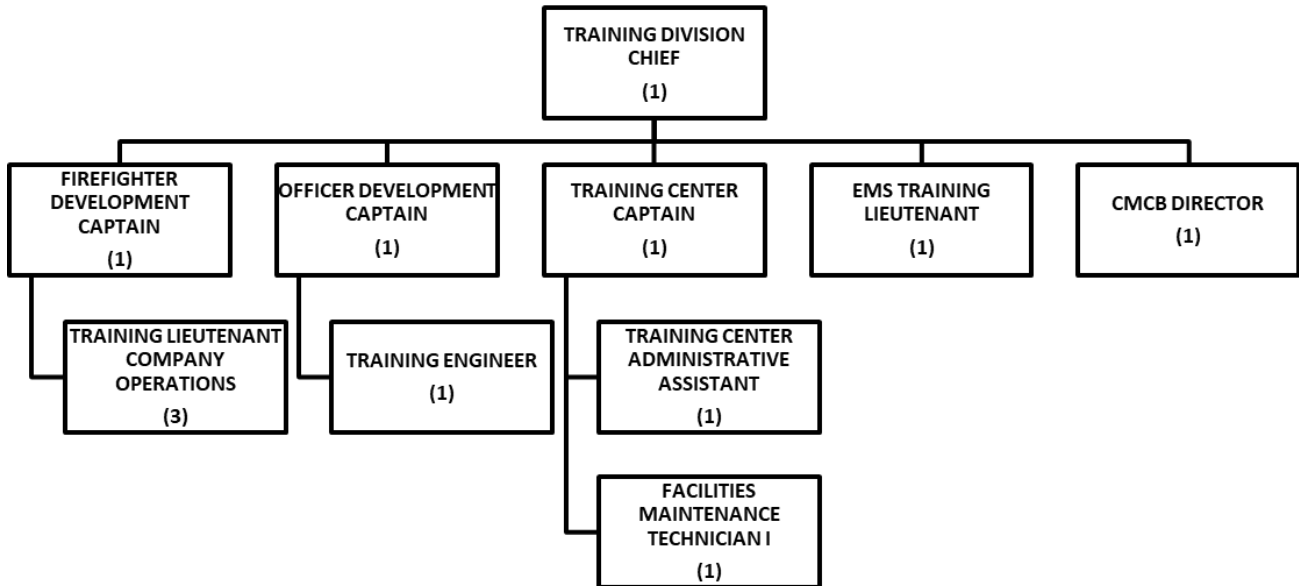 TRAINING DIVISION
CHIEF
(1)
FIREFIGHTER
DEVELOPMENT
CAPTAIN
(1)
OFFICER DEVELOPMENT
CAPTAIN
(1)
TRAINING CENTER
CAPTAIN
(1)
EMS TRAINING
LIEUTENANT
(1)
CMCB DIRECTOR
(1)
TRAINING LIEUTENANT
COMPANY
OPERATIONS
(3)
TRAINING ENGINEER
(1)
TRAINING CENTER
ADMINISTRATIVE
ASSISTANT
(1)
FACILITIES
MAINTENANCE
TECHNICIAN I
(1)